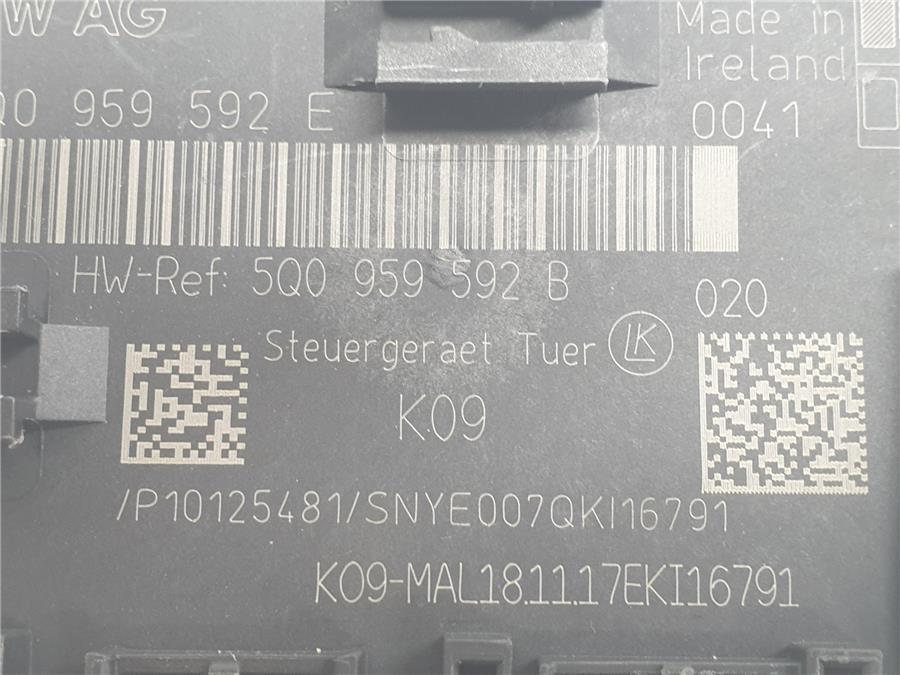 W AG
Made in
Ireland
Q0 959 592 E
0041
HW-Ref: 5Q0 959 592 B
020
Steuergeraet Tuer LK
K09
/P10125481/SNYE007QKI16791
K09-MAL18.11.17EKI16791